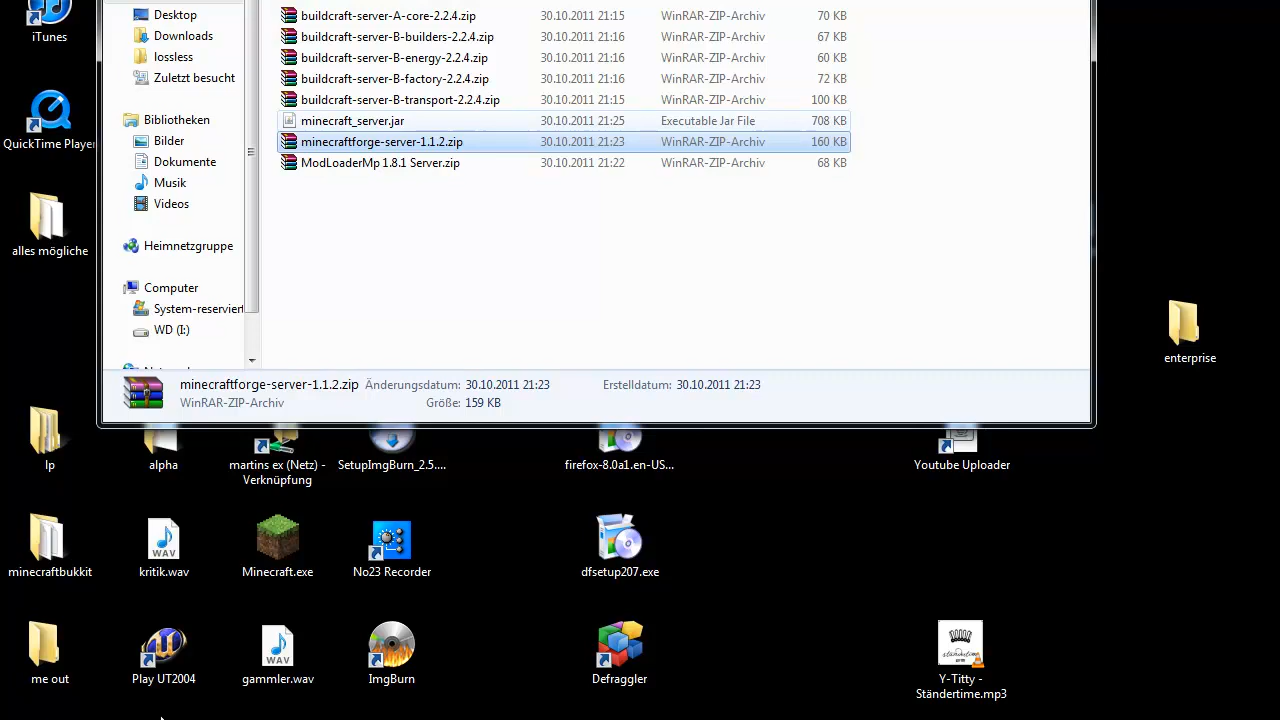 iTunes
QuickTime Player
alles mögliche
Desktop
Downloads
lossless
Zuletzt besucht
Bibliotheken
Bilder
Dokumente
Musik
Videos
Heimnetzgruppe
Computer
System-reserviert
WD (I:)
buildcraft-server-A-core-2.2.4.zip 30.10.2011 21:15 WinRAR-ZIP-Archiv 70 KB
buildcraft-server-B-builders-2.2.4.zip 30.10.2011 21:16 WinRAR-ZIP-Archiv 67 KB
buildcraft-server-B-energy-2.2.4.zip 30.10.2011 21:16 WinRAR-ZIP-Archiv 60 KB
buildcraft-server-B-factory-2.2.4.zip 30.10.2011 21:16 WinRAR-ZIP-Archiv 72 KB
buildcraft-server-B-transport-2.2.4.zip 30.10.2011 21:15 WinRAR-ZIP-Archiv 100 KB
minecraft_server.jar 30.10.2011 21:25 Executable Jar File 708 KB
minecraftforge-server-1.1.2.zip 30.10.2011 21:23 WinRAR-ZIP-Archiv 160 KB
ModLoaderMp 1.8.1 Server.zip 30.10.2011 21:22 WinRAR-ZIP-Archiv 68 KB
minecraftforge-server-1.1.2.zip Änderungsdatum: 30.10.2011 21:23 Erstelldatum: 30.10.2011 21:23
WinRAR-ZIP-Archiv Größe: 159 KB
enterprise
lp
alpha
martins ex (Netz) -
Verknüpfung
SetupImgBurn_2.5....
firefox-8.0a1.en-US...
Youtube Uploader
minecraftbukkit
WAV
kritik.wav
Minecraft.exe
No23 Recorder
dfsetup207.exe
me out
Play UT2004
WAV
gammler.wav
ImgBurn
Defraggler
Y-Titty -
Ständertime.mp3